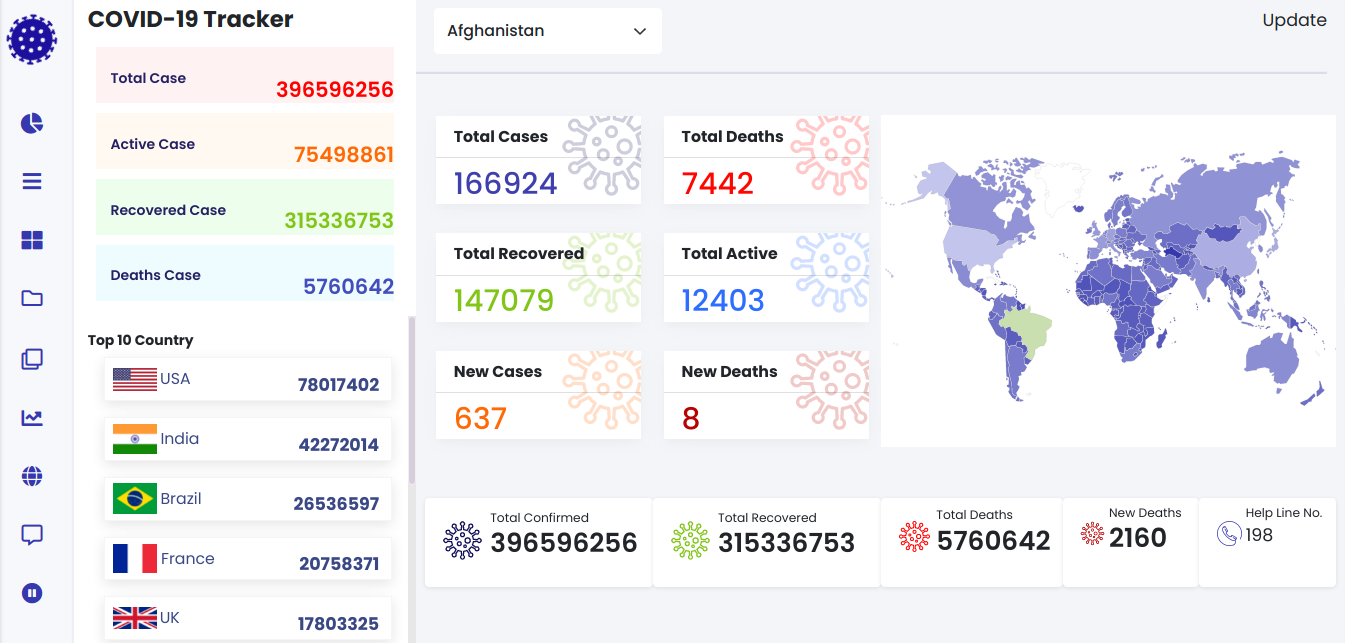 COVID-19 Tracker
Total Case
396596256
Active Case
75498861
Recovered Case
315336753
Deaths Case
5760642
Top 10 Country
USA
78017402
India
42272014
Brazil
26536597
France
20758371
UK
17803325
Afghanistan
Update
Total Cases
166924
Total Deaths
7442
Total Recovered
147079
Total Active
12403
New Cases
637
New Deaths
8
Total Confirmed
396596256
Total Recovered
315336753
Total Deaths
5760642
New Deaths
2160
Help Line No.
198